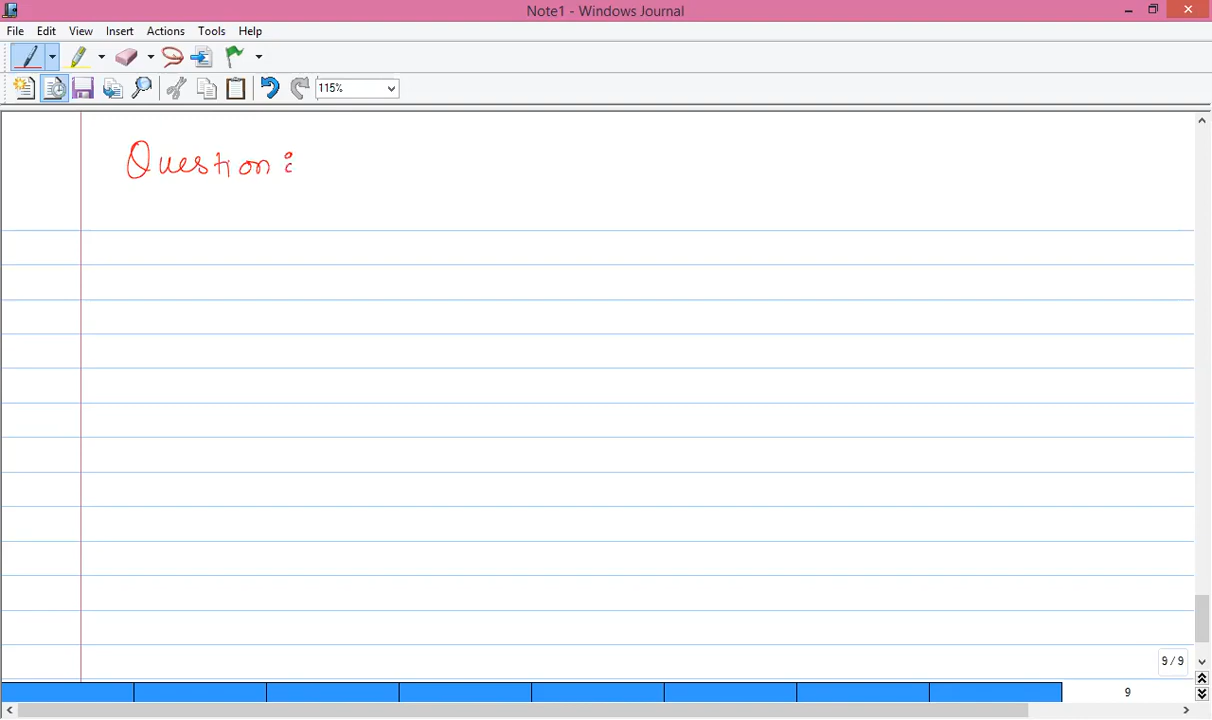 Note1 - Windows Journal
File Edit View Insert Actions Tools Help
115%
Question:
9 / 9
9